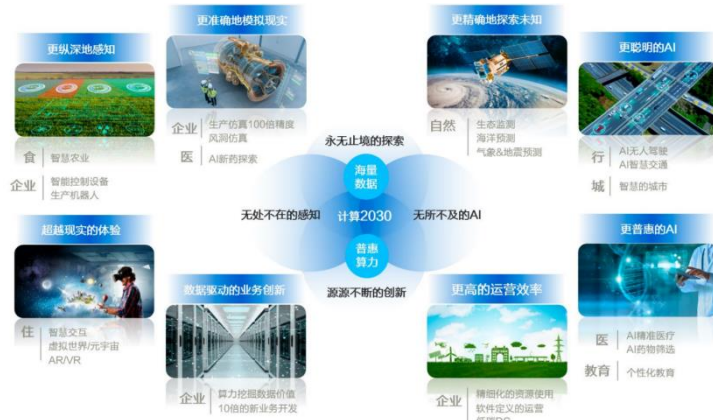 更纵深地感知
食
智慧农业
企业
智能控制设备
生产机器人
更准确地模拟现实
企业
生产仿真100倍精度
风洞仿真
医
AI新药探索
更精确地探索未知
自然
生态监测
海洋预测
气象&地震预测
更聪明的AI
行
AI无人驾驶
AI智慧交通
城
智慧的城市
永无止境的探索
海量
数据
无处不在的感知
计算2030
无所不及的AI
普惠
算力
源源不断的创新
超越现实的体验
住
智慧交互
虚拟世界/元宇宙
AR/VR
数据驱动的业务创新
企业
算力挖掘数据价值
10倍的新业务开发
更高的运营效率
企业
精细化的资源使用
软件定义的运营
更普惠的AI
医
AI精准医疗
AI药物筛选
教育
个性化教育